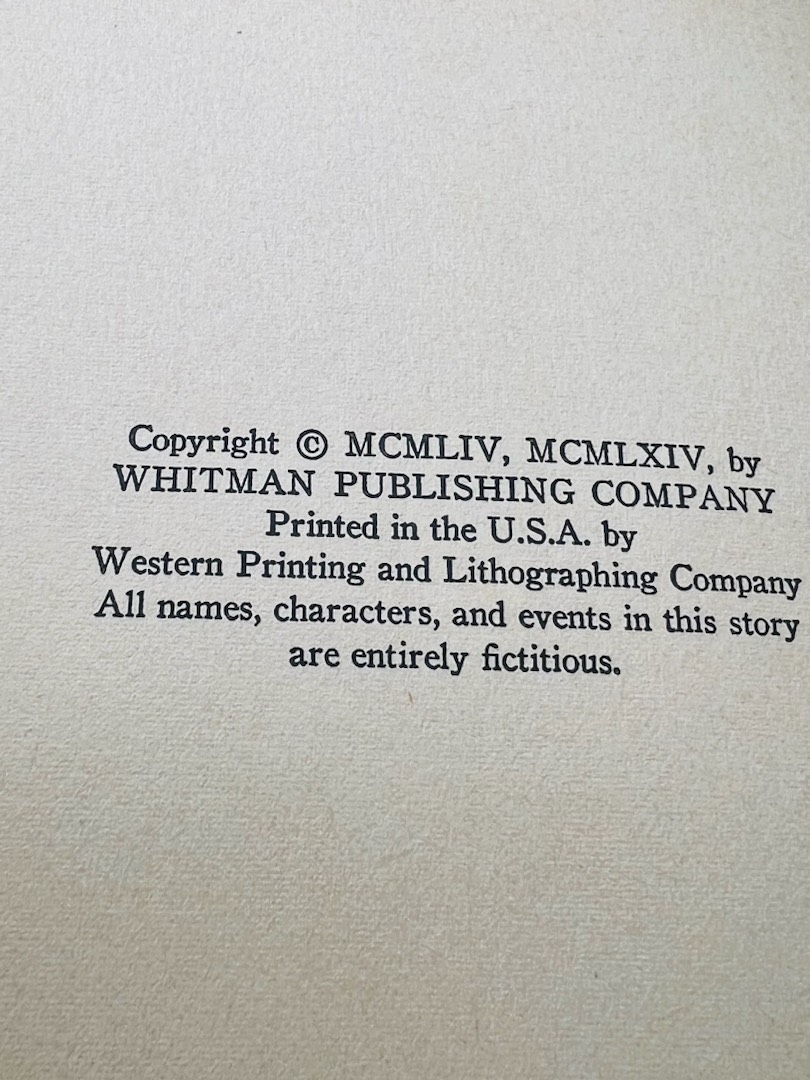 Copyright © MCMLIV, MCMLXIV, by
WHITMAN PUBLISHING COMPANY
Printed in the U.S.A. by
Western Printing and Lithographing Company
All names, characters, and events in this story
are entirely fictitious.